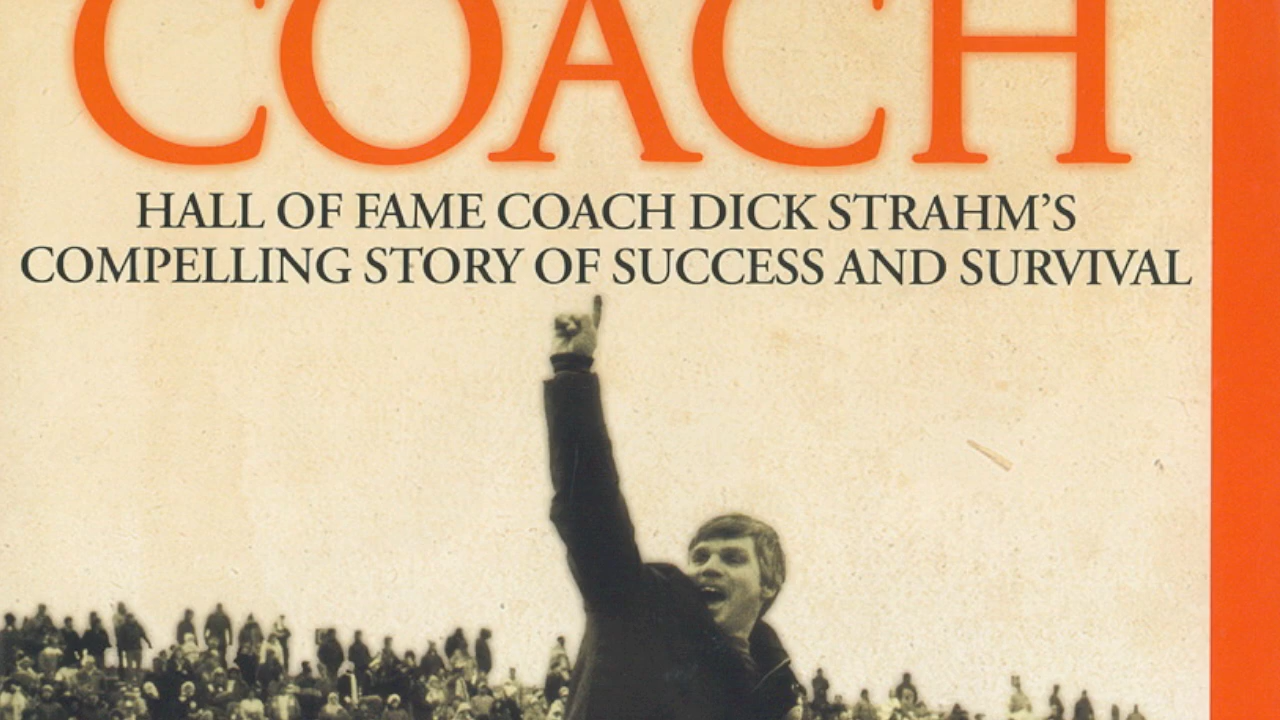 COACH
HALL OF FAME COACH DICK STRAHM'S
COMPELLING STORY OF SUCCESS AND SURVIVAL